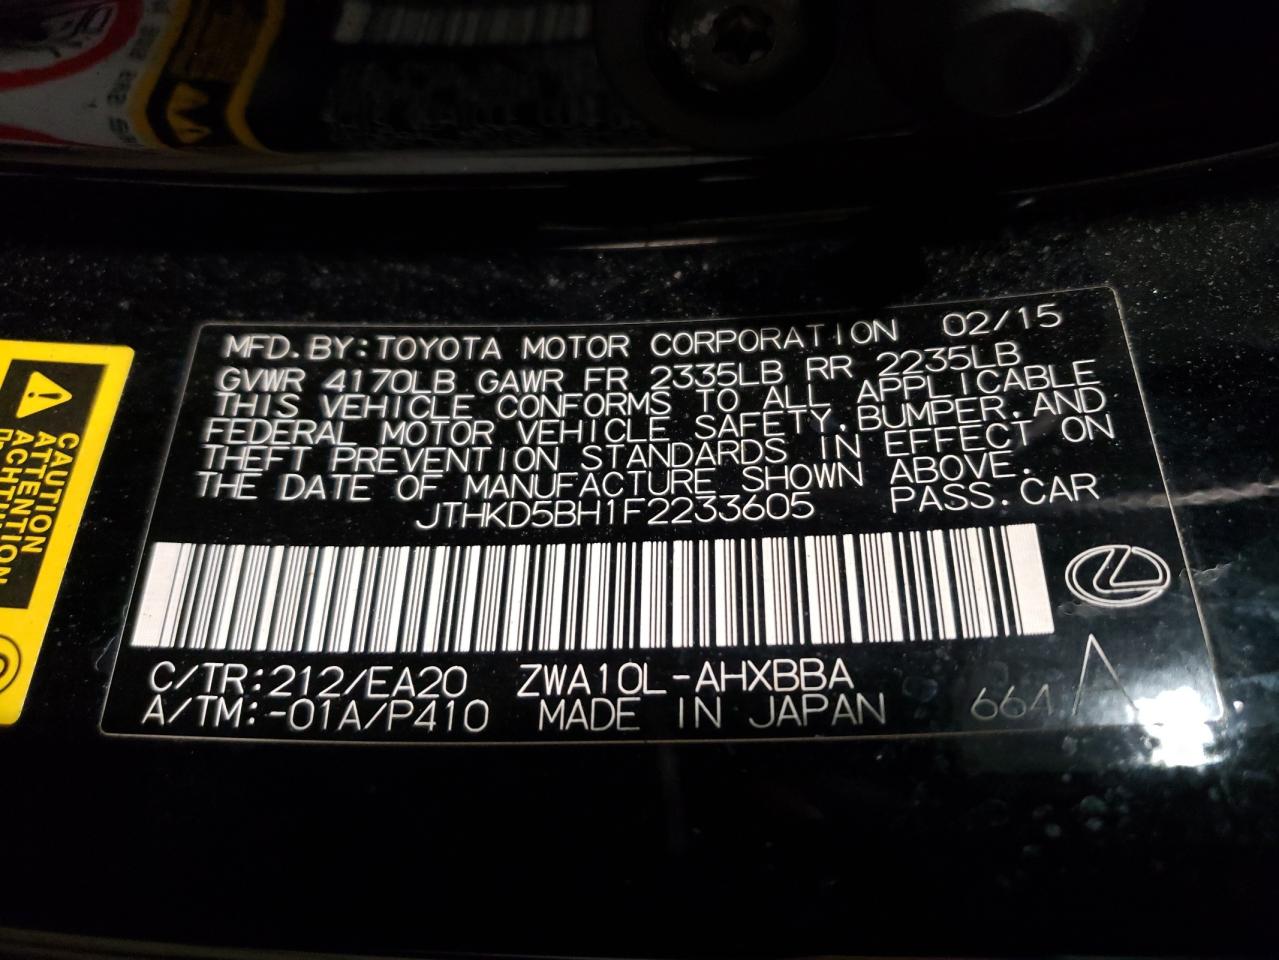 MFD.BY:TOYOTA MOTOR CORPORATION 02/15
GVWR 4170LB GAWR FR 2335LB RR 2235LB
THIS VEHICLE CONFORMS TO ALL APPLICABLE
FEDERAL MOTOR VEHICLE SAFETY,BUMPER,AND
THEFT PREVENTION STANDARDS IN EFFECT ON
THE DATE OF MANUFACTURE SHOWN ABOVE.
JTHKD5BH1F2233605 PASS.CAR
C/TR:212/EA20 ZWA10L-AHXBBA
A/TM:-01A/P410 MADE IN JAPAN 664
CAUTION
ATTENTION